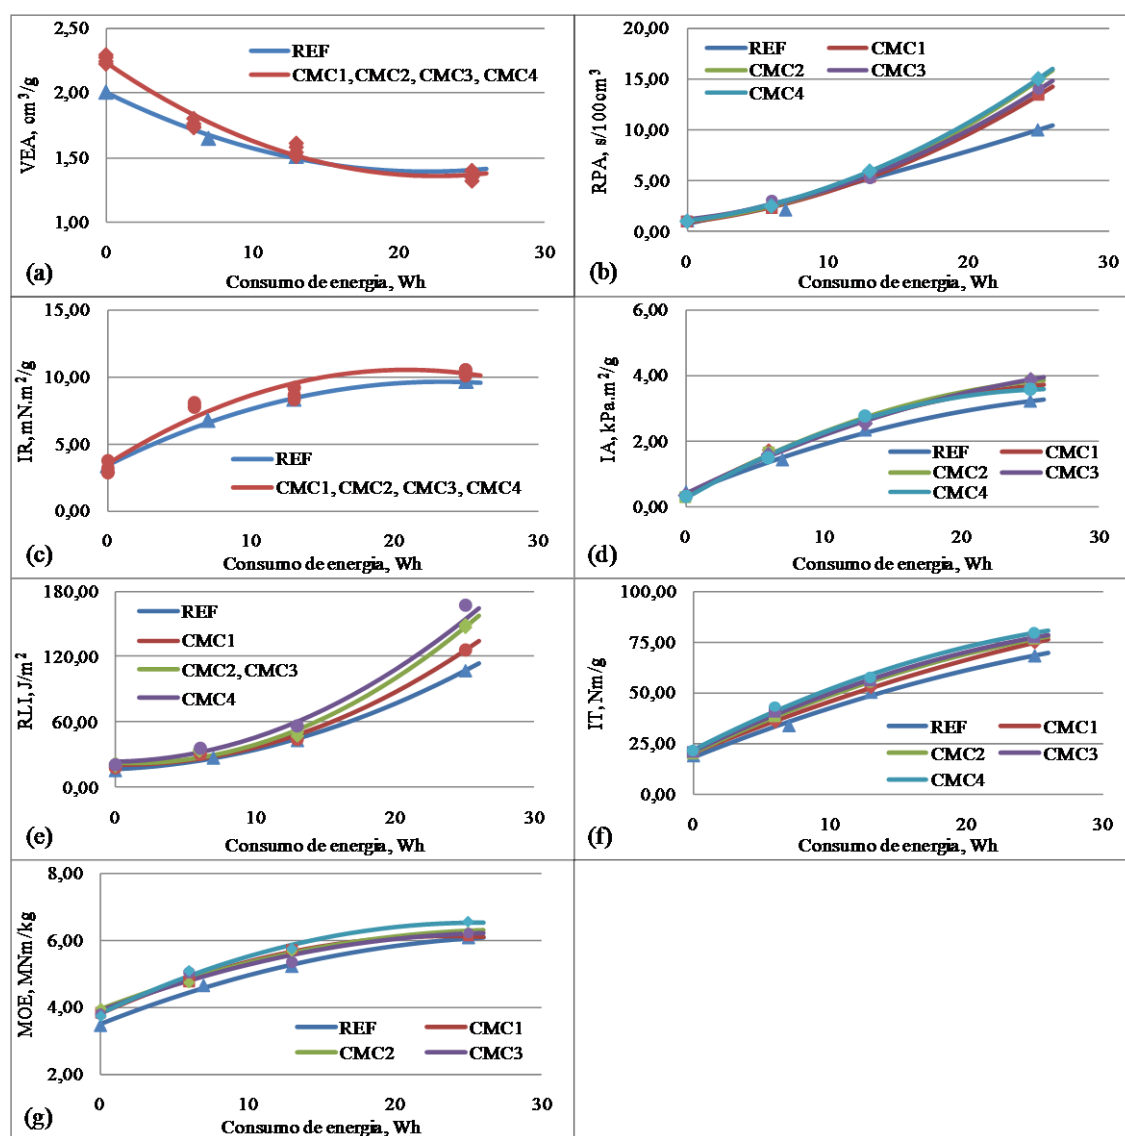 2,50
2,00
1,50
1,00
VEA, cm³/g
REF
CMC1, CMC2, CMC3, CMC4
0 10 20 30
(a) Consumo de energia, Wh
20,00
15,00
10,00
5,00
0,00
RPA, s/100cm³
REF CMC1
CMC2 CMC3
CMC4
0 10 20 30
(b) Consumo de energia, Wh
15,00
10,00
5,00
0,00
IR, mN.m²/g
REF
CMC1, CMC2, CMC3, CMC4
0 10 20 30
(c) Consumo de energia, Wh
6,00
4,00
2,00
0,00
IA, kPa.m²/g
REF CMC1
CMC2 CMC3
CMC4
0 10 20 30
(d) Consumo de energia, Wh
180,00
120,00
60,00
0,00
RLI, J/m²
REF
CMC1
CMC2, CMC3
CMC4
0 10 20 30
(e) Consumo de energia, Wh
100,00
75,00
50,00
25,00
0,00
IT, Nm/g
REF CMC1
CMC2 CMC3
CMC4
0 10 20 30
(f) Consumo de energia, Wh
8,00
6,00
4,00
2,00
MOE, MNm/kg
REF CMC1
CMC2 CMC3
0 10 20 30
(g) Consumo de energia, Wh